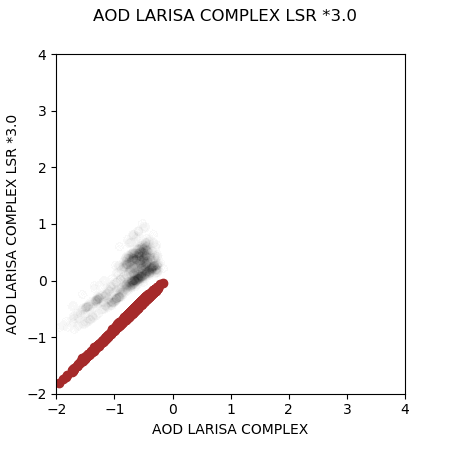 AOD LARISA COMPLEX LSR *3.0
AOD LARISA COMPLEX LSR *3.0
4
3
2
1
0
−1
−2
−2 −1 0 1 2 3 4
AOD LARISA COMPLEX